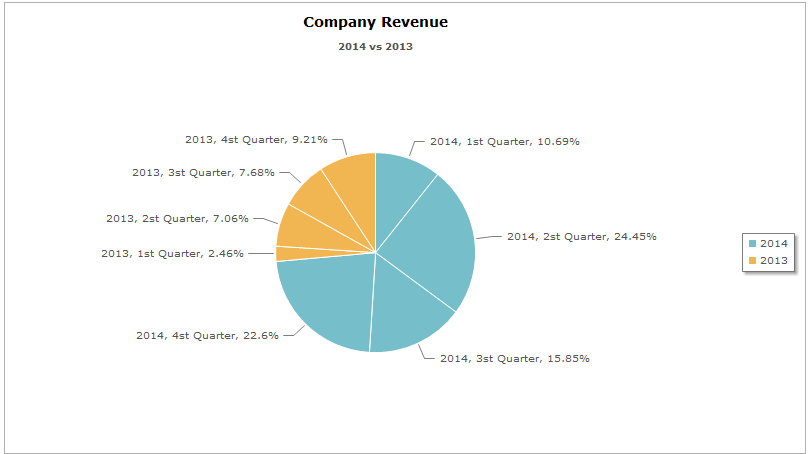 Company Revenue
2014 vs 2013
2013, 4st Quarter, 9.21%
2014, 1st Quarter, 10.69%
2013, 3st Quarter, 7.68%
2013, 2st Quarter, 7.06%
2014, 2st Quarter, 24.45%
2013, 1st Quarter, 2.46%
2014
2013
2014, 4st Quarter, 22.6%
2014, 3st Quarter, 15.85%